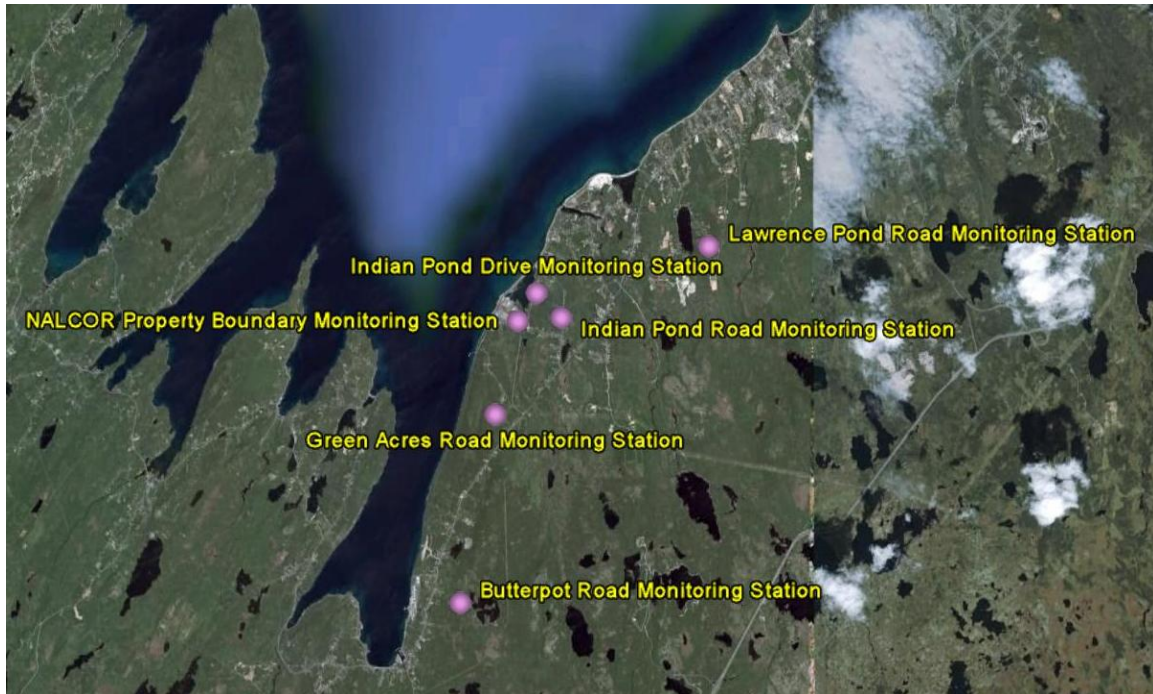 Lawrence Pond Road Monitoring Station
Indian Pond Drive Monitoring Station
NALCOR Property Boundary Monitoring Station
Indian Pond Road Monitoring Station
Green Acres Road Monitoring Station
Butterpot Road Monitoring Station